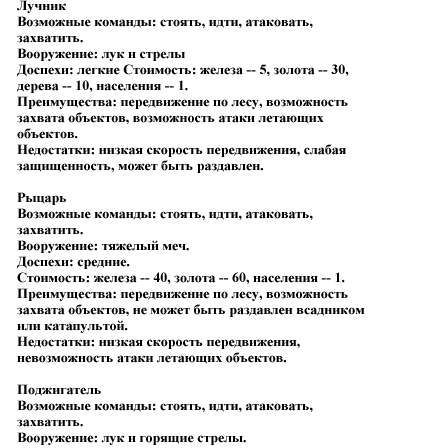 Лучник
Возможные команды: стоять, идти, атаковать,
захватить.
Вооружение: лук и стрелы
Доспехи: легкие Стоимость: железа -- 5, золота -- 30,
дерева -- 10, населения -- 1.
Преимущества: передвижение по лесу, возможность
захвата объектов, возможность атаки летающих
объектов.
Недостатки: низкая скорость передвижения, слабая
защищенность, может быть раздавлен.
Рыцарь
Возможные команды: стоять, идти, атаковать,
захватить.
Вооружение: тяжелый меч.
Доспехи: средние.
Стоимость: железа -- 40, золота -- 60, населения -- 1.
Преимущества: передвижение по лесу, возможность
захвата объектов, не может быть раздавлен всадником
или катапультой.
Недостатки: низкая скорость передвижения,
невозможность атаки летающих объектов.
Поджигатель
Возможные команды: стоять, идти, атаковать,
захватить.
Вооружение: лук и горящие стрелы.